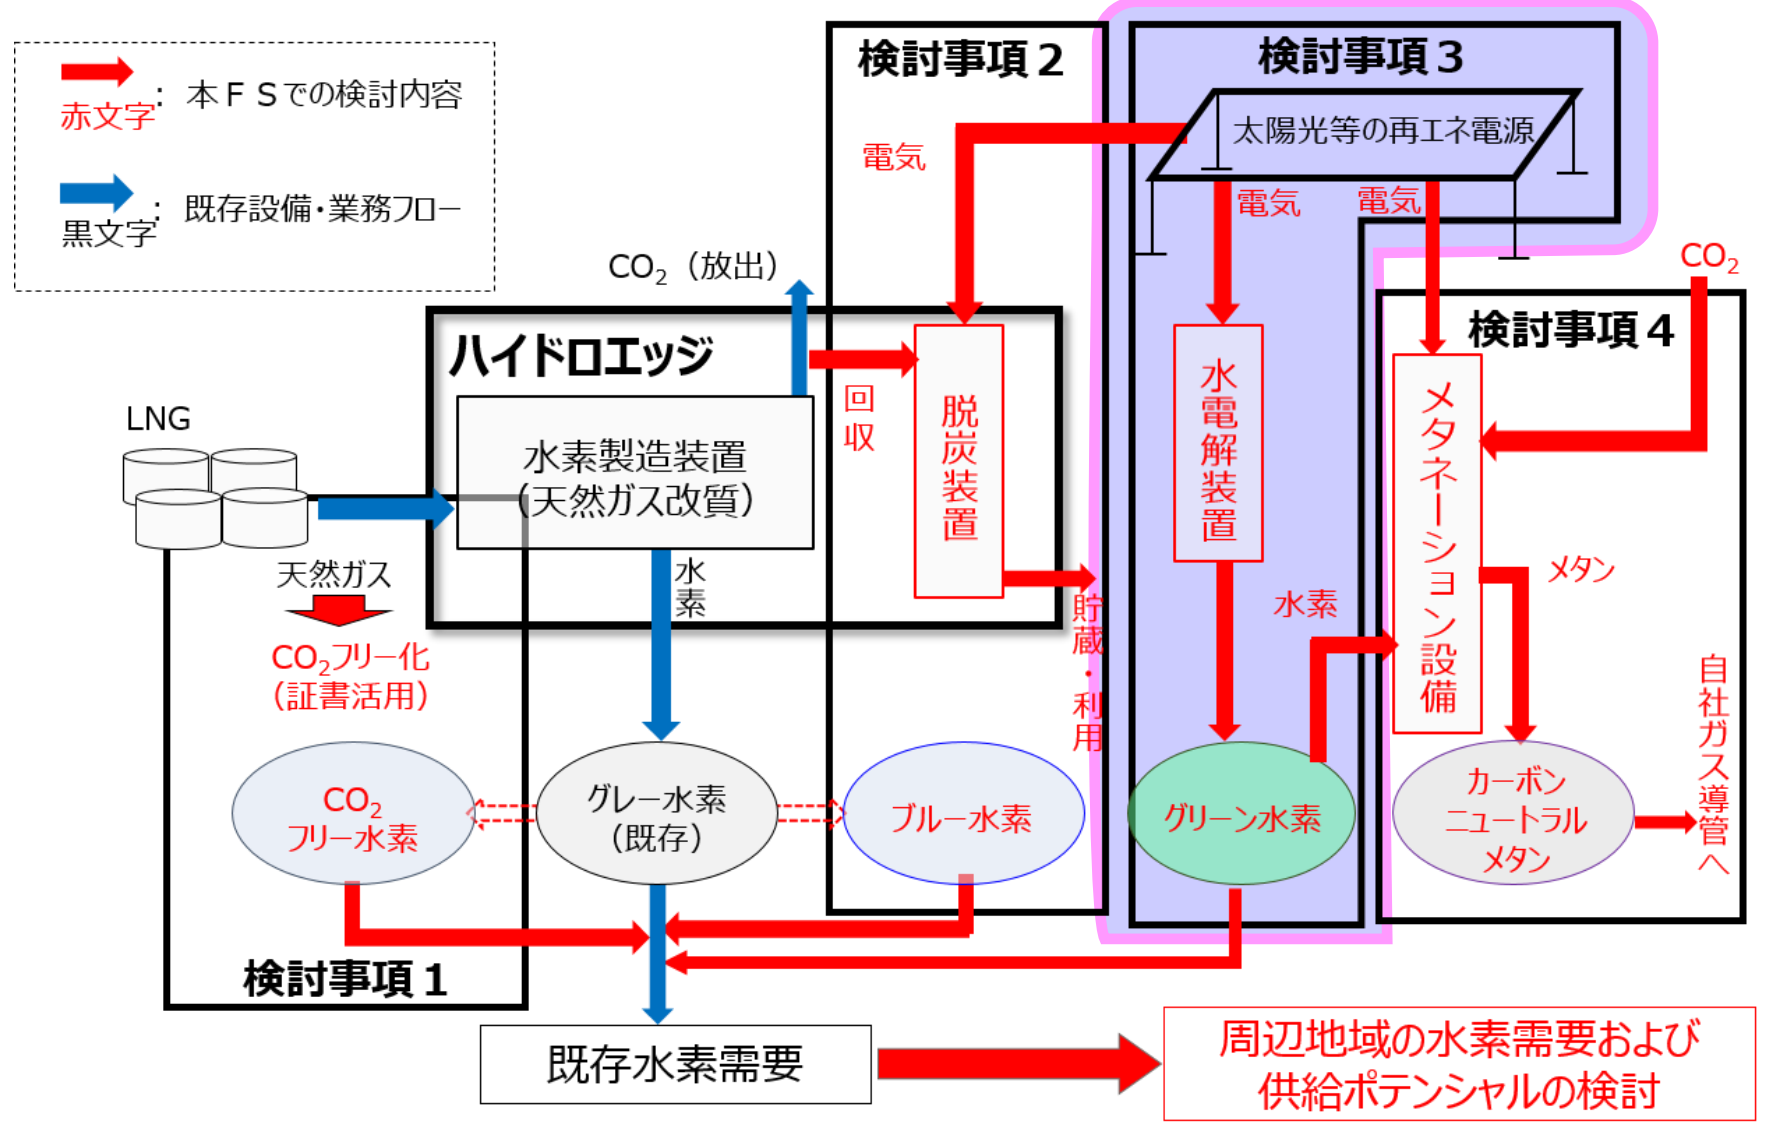 赤文字
： 本ＦＳでの検討内容
黒文字
： 既存設備・業務フロー
検討事項２
検討事項３
太陽光等の再エネ電源
電気
電気
電気
CO2
CO2（放出）
検討事項４
ハイドロエッジ
回収
脱炭装置
水電解装置
メタネーション設備
LNG
水素製造装置
（天然ガス改質）
天然ガス
水素
CO2フリー化
（証書活用）
貯蔵・利用
水素
メタン
自社ガス導管へ
CO2
フリー水素
グレー水素
（既存）
ブルー水素
グリーン水素
カーボン
ニュートラル
メタン
検討事項１
既存水素需要
周辺地域の水素需要および
供給ポテンシャルの検討